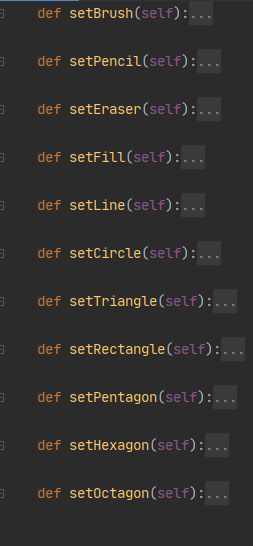 def setBrush(self):...
def setPencil(self):...
def setEraser(self):...
def setFill(self):...
def setLine(self):...
def setCircle(self):...
def setTriangle(self):...
def setRectangle(self):...
def setPentagon(self):...
def setHexagon(self):...
def setOctagon(self):...